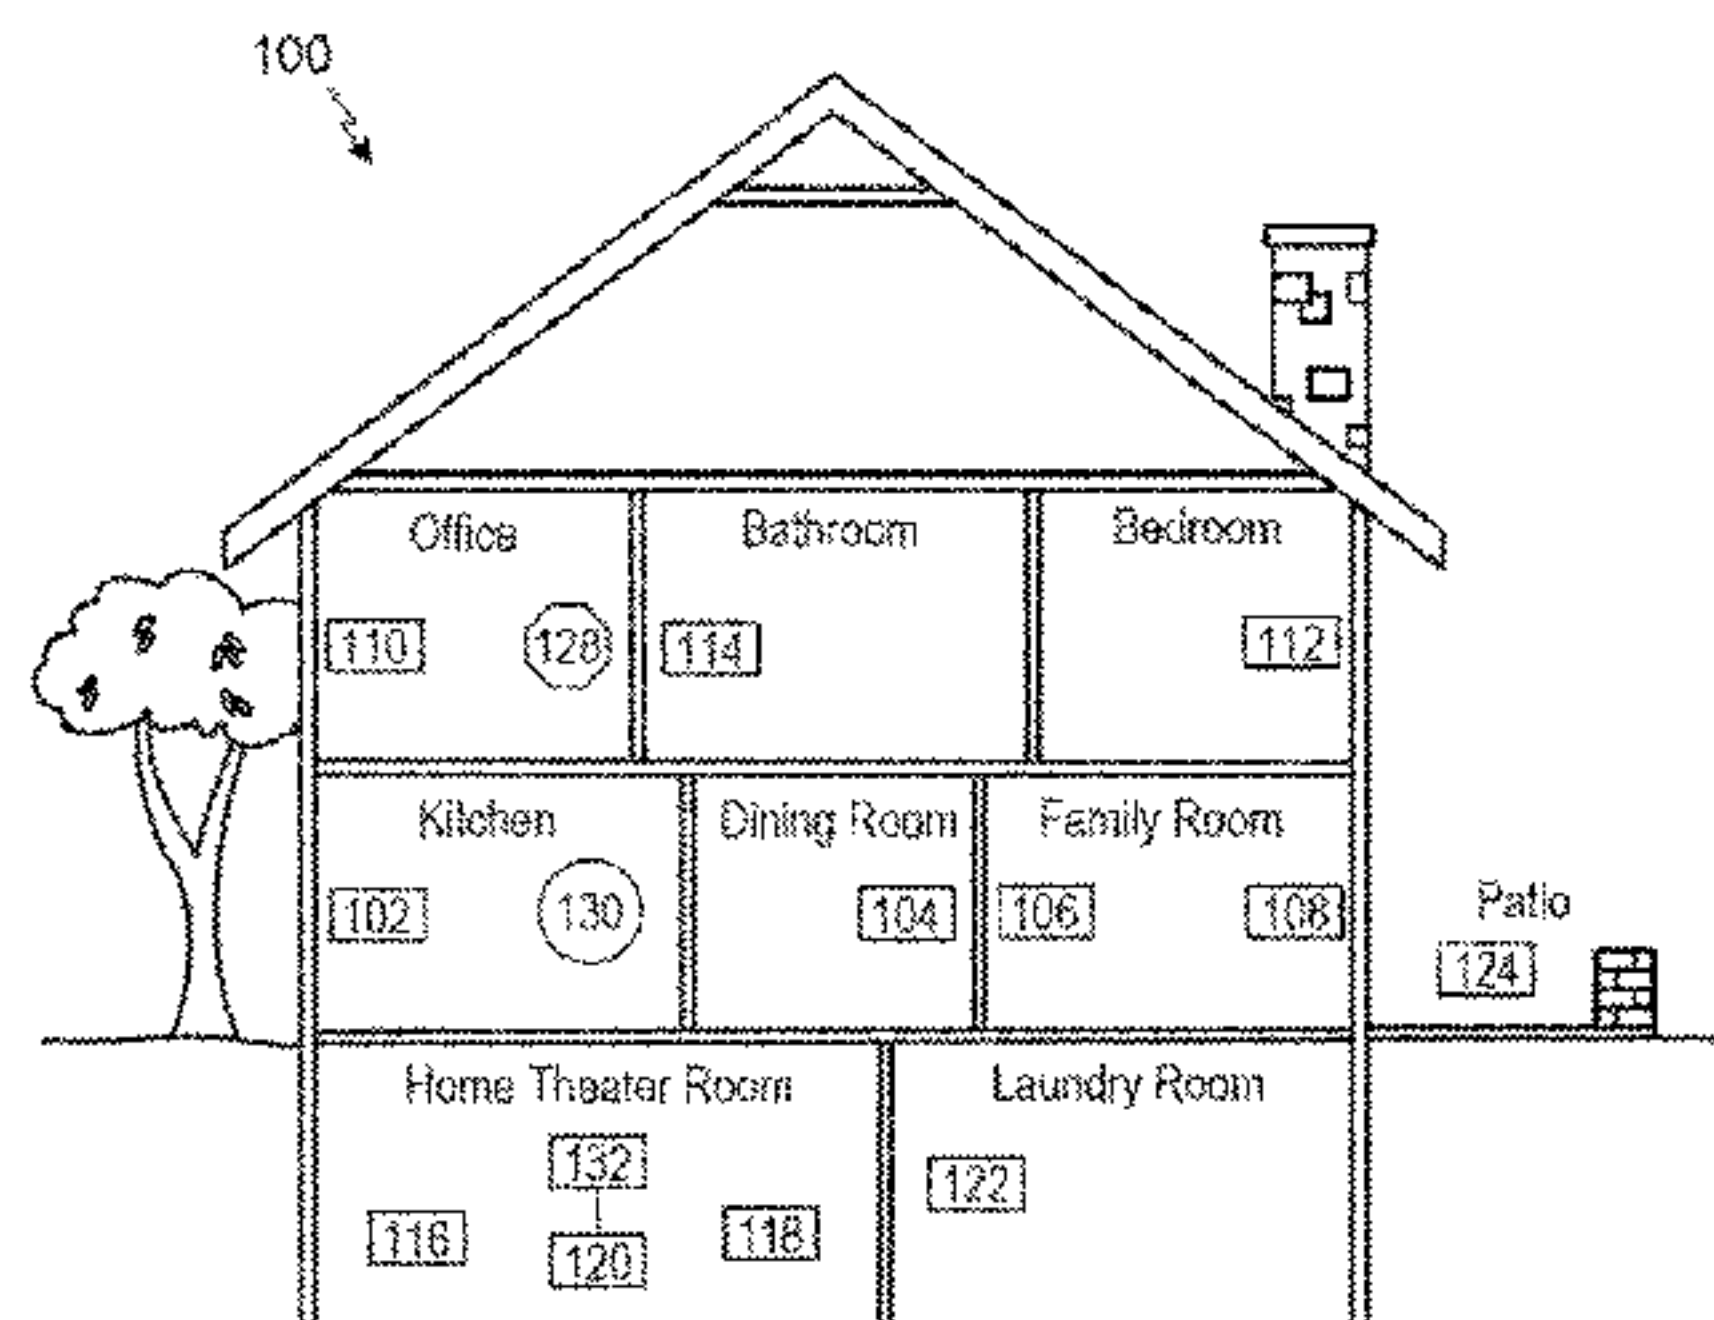 100
Office Bathroom Bedroom
110 128 114 112
Kitchen Dining Room Family Room
102 130 104 106 108
Patio
124
Home Theater Room Laundry Room
132
122
116 118
120